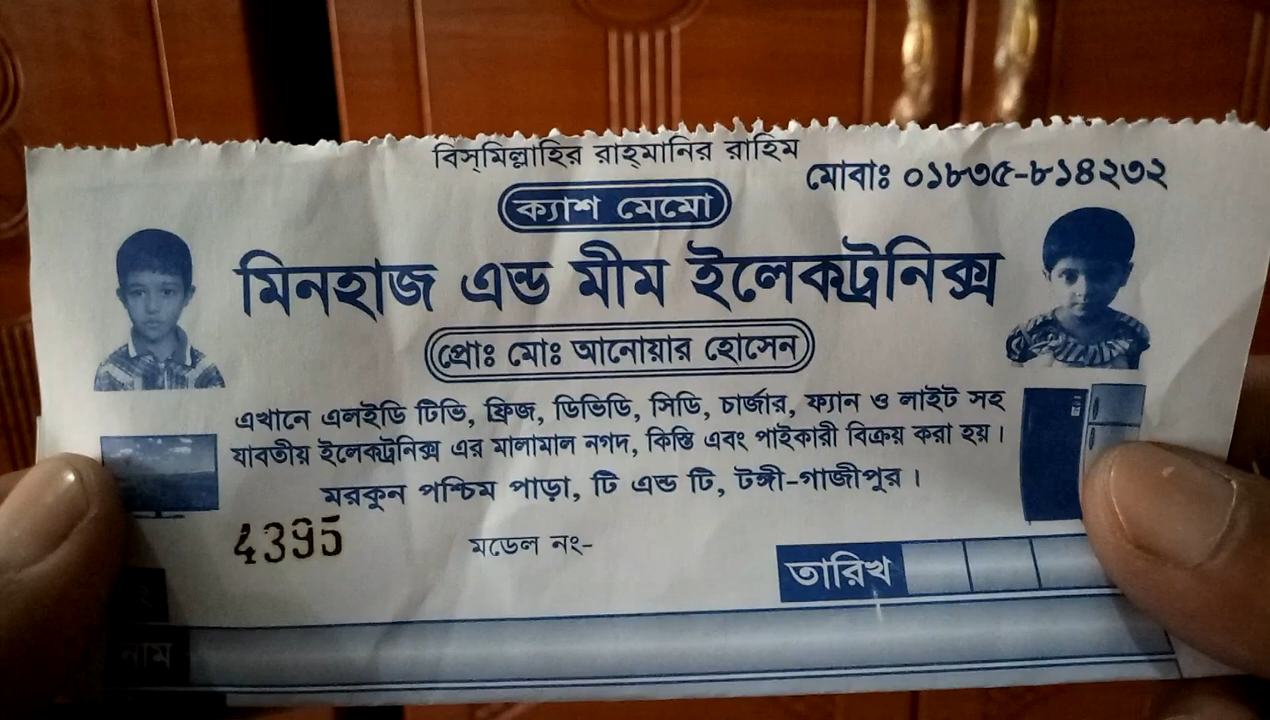 বিস্‌মিল্লাহির রাহ্‌মানির রাহিম
মোবাঃ ০১৮৩৫-৮১৪২৩২
ক্যাশ মেমো
মিনহাজ এন্ড মীম ইলেকট্রনিক্স
প্রোঃ মোঃ আনোয়ার হোসেন
এখানে এলইডি টিভি, ফ্রিজ, ডিভিডি, সিডি, চার্জার, ফ্যান ও লাইট সহ
যাবতীয় ইলেকট্রনিক্স এর মালামাল নগদ, কিস্তি এবং পাইকারী বিক্রয় করা হয়।
মরকুন পশ্চিম পাড়া, টি এন্ড টি, টঙ্গী-গাজীপুর।
4395
মডেল নং-
তারিখ
নাম